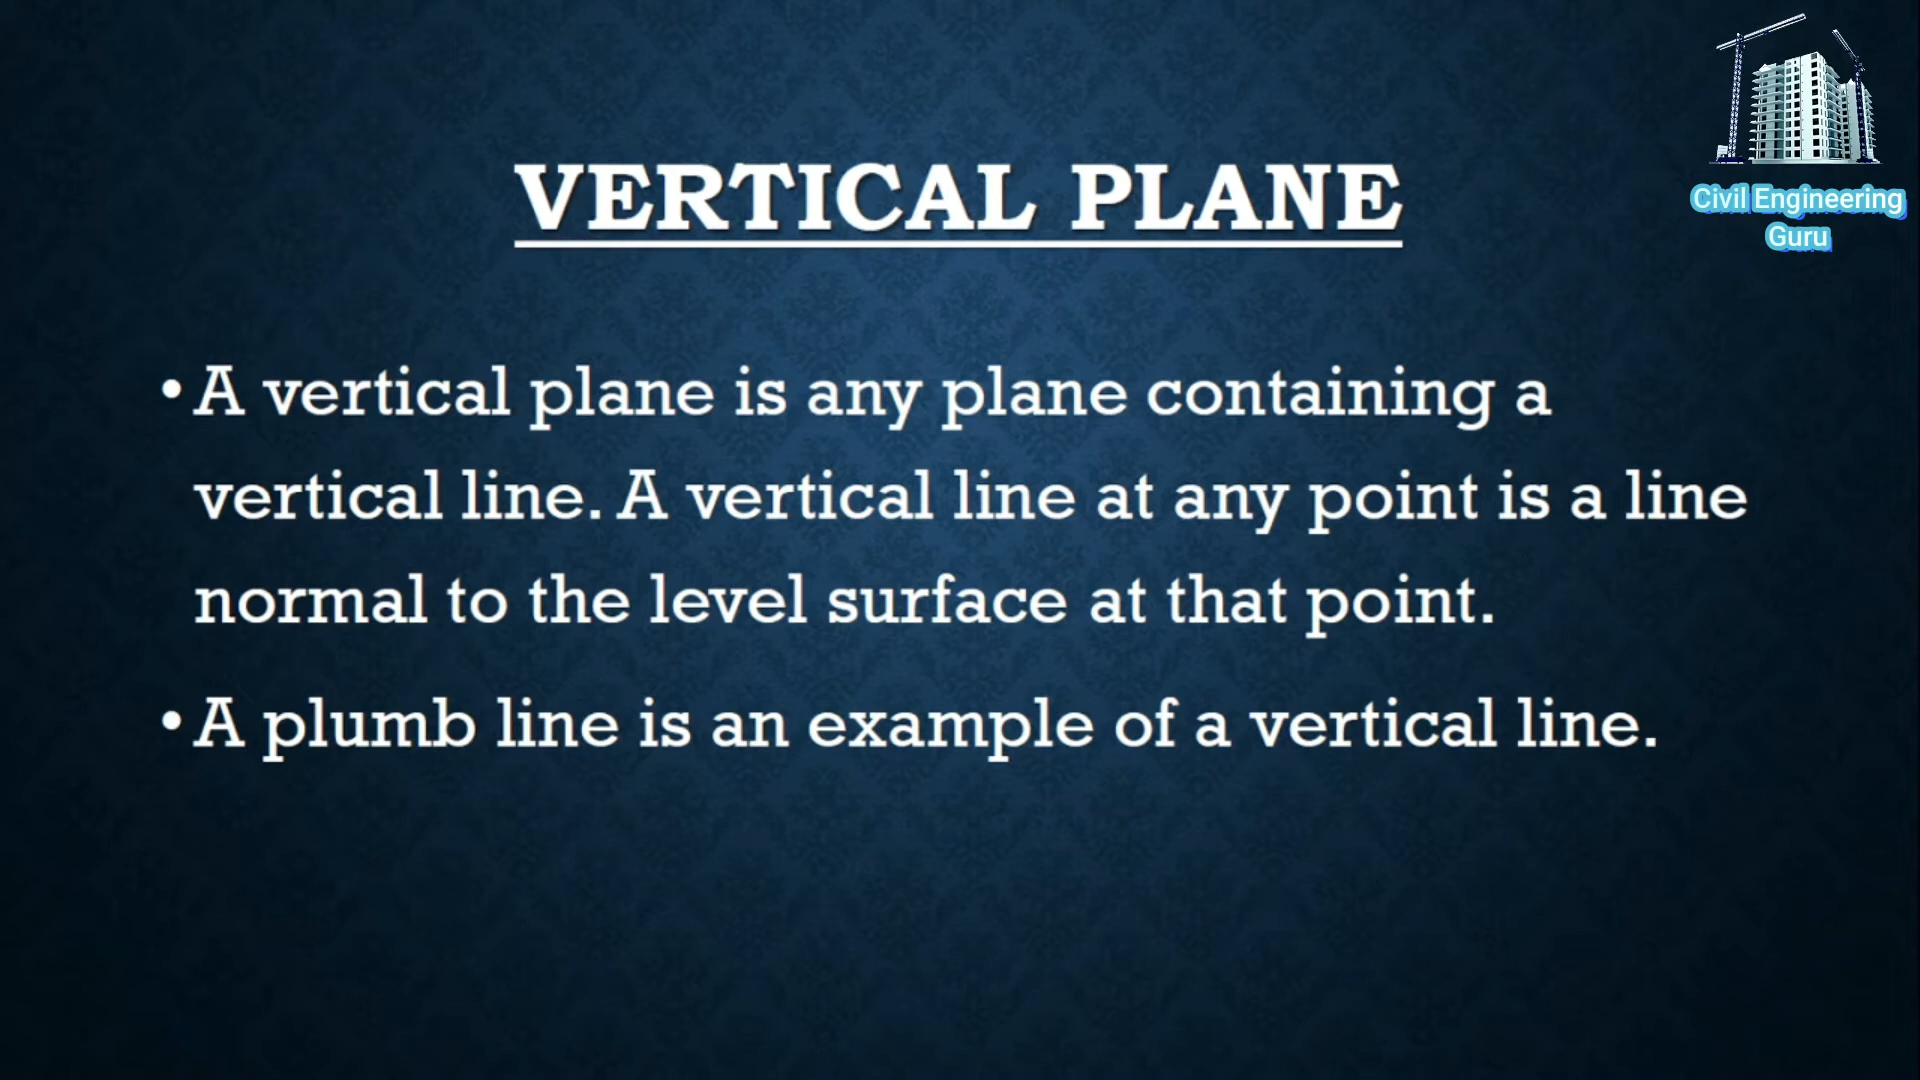 VERTICAL PLANE
Civil Engineering
Guru
• A vertical plane is any plane containing a
vertical line. A vertical line at any point is a line
normal to the level surface at that point.
• A plumb line is an example of a vertical line.